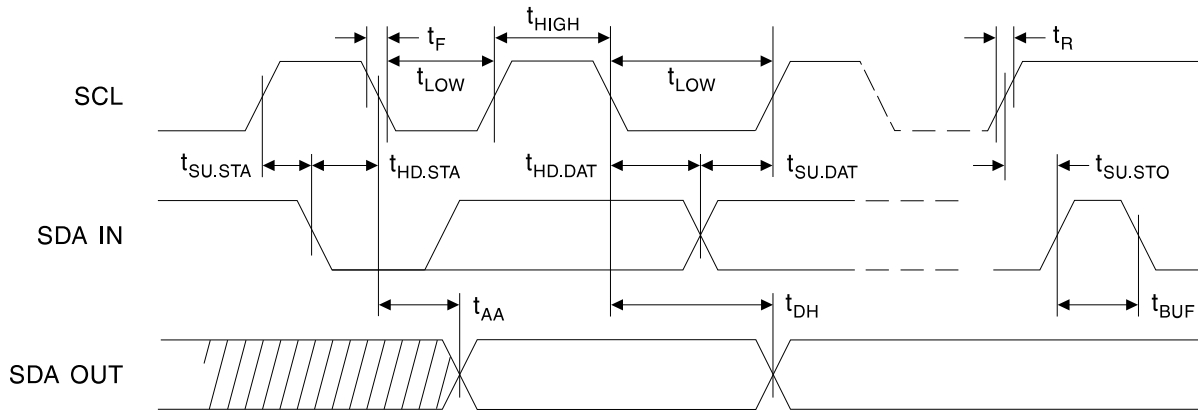 t_HIGH
t_F
t_R
t_LOW
t_LOW
SCL
t_SU.STA
t_HD.STA
t_HD.DAT
t_SU.DAT
t_SU.STO
SDA IN
t_AA
t_DH
t_BUF
SDA OUT